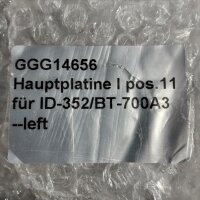 GGG14656
Hauptplatine I pos.11
für ID-352/BT-700A3
--left